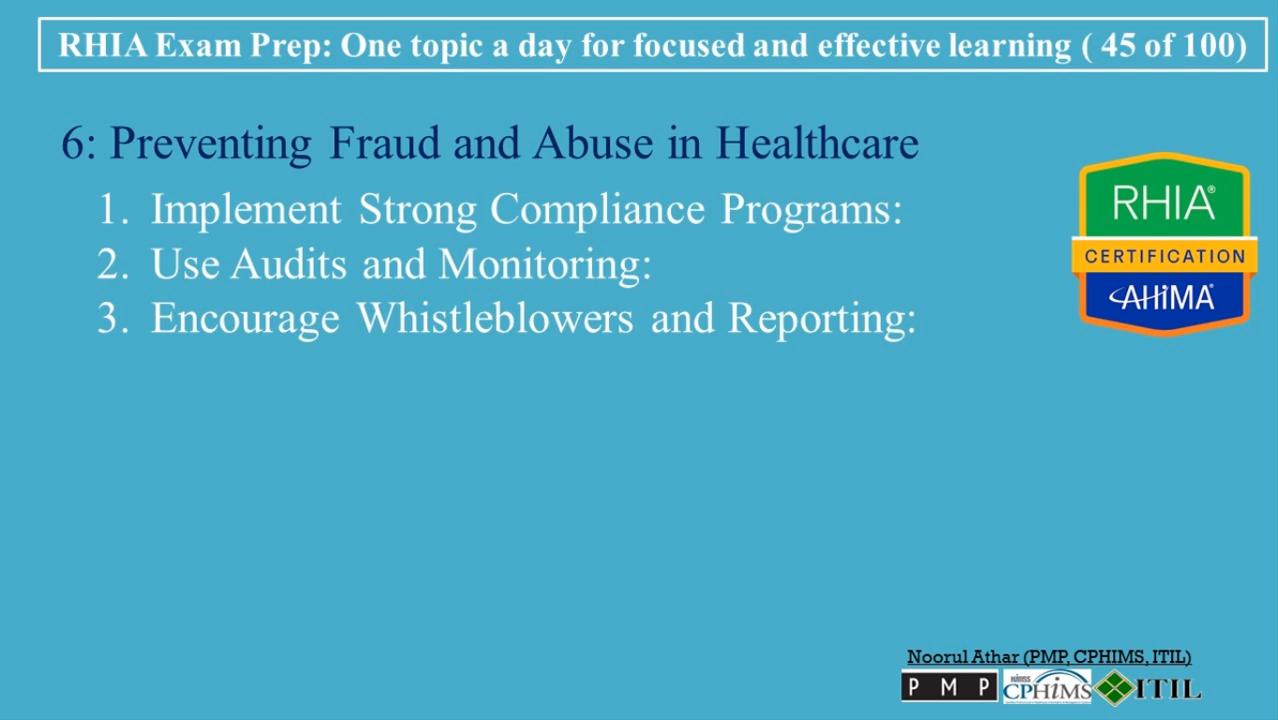 RHIA Exam Prep: One topic a day for focused and effective learning ( 45 of 100)
6: Preventing Fraud and Abuse in Healthcare
1. Implement Strong Compliance Programs:
2. Use Audits and Monitoring:
3. Encourage Whistleblowers and Reporting:
RHIA®
CERTIFICATION
AHiMA
Noorul Athar (PMP, CPHIMS, ITIL)
P M P
himss
CPHiMS
ITIL